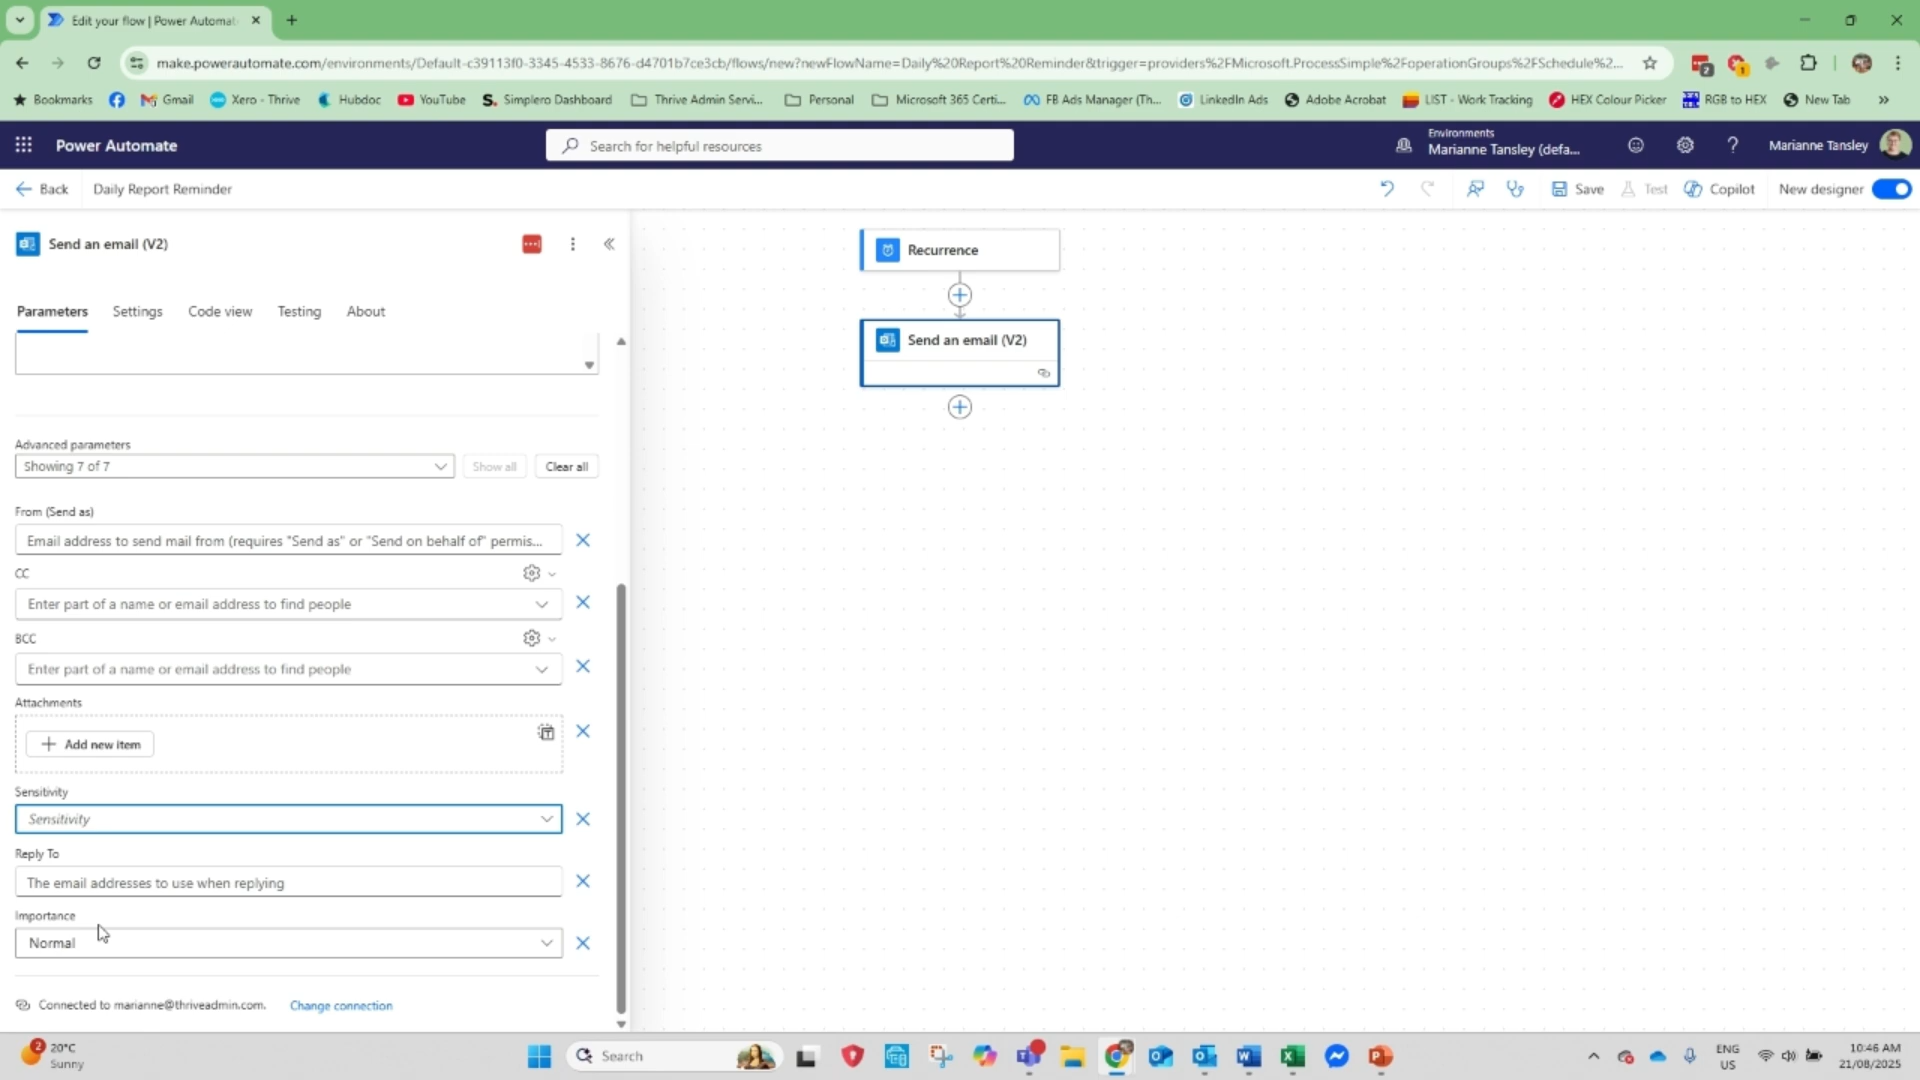 Edit your flow | Power Automat
make.powerautomate.com/environments/Default-c39113f0-3345-4533-8676-d4701b7ce3cb/flows/new?newFlowName=Daily%20Report%20Reminder&trigger=providers%2FMicrosoft.ProcessSimple%2FoperationGroups%2FSchedule%2...
2
1
Bookmarks Gmail Xero - Thrive Hubdoc YouTube Simplero Dashboard Thrive Admin Servi... Personal Microsoft 365 Certi... FB Ads Manager (Th... LinkedIn Ads Adobe Acrobat LIST - Work Tracking HEX Colour Picker RGB to HEX New Tab
Power Automate
Search for helpful resources
Environments
Marianne Tansley (defa...
Marianne Tansley
Back
Daily Report Reminder
Save
Test
Copilot
New designer
Send an email (V2)
Parameters Settings Code view Testing About
Advanced parameters
Showing 7 of 7
Show all
Clear all
From (Send as)
Email address to send mail from (requires "Send as" or "Send on behalf of" permis...
CC
Enter part of a name or email address to find people
BCC
Enter part of a name or email address to find people
Attachments
Add new item
Sensitivity
Sensitivity
Reply To
The email addresses to use when replying
Importance
Normal
Connected to marianne@thriveadmin.com.
Change connection
Recurrence
Send an email (V2)
2
20°C
Sunny
Search
ENG
US
10:46 AM
21/08/2025